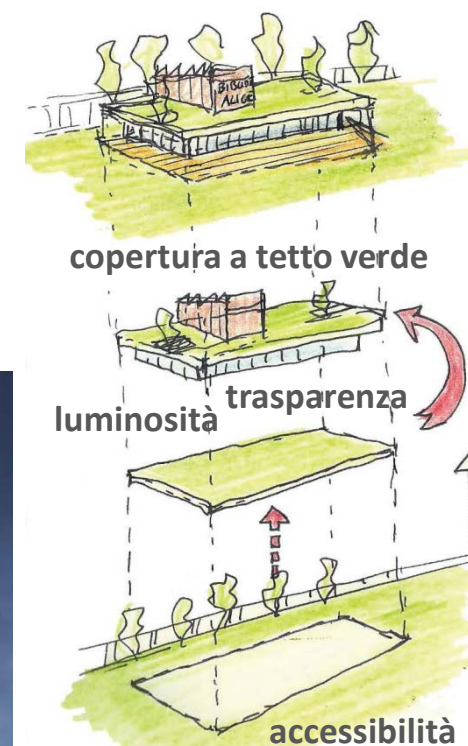 copertura a tetto verde
trasparenza
luminosità
accessibilità